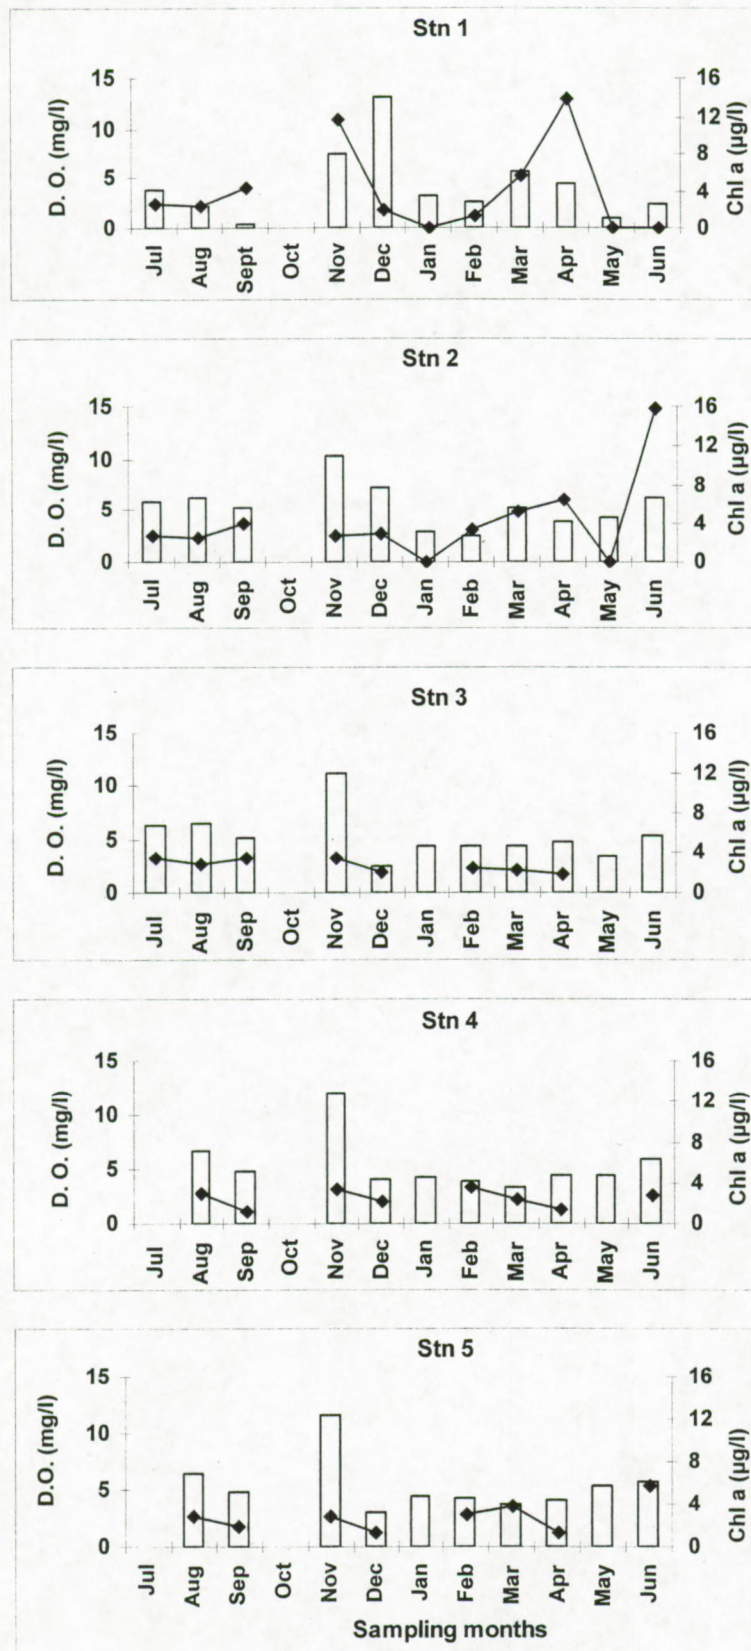 Stn 1
D. O. (mg/l)
15
10
5
0
16
12
8
4
0
Chl a (µg/l)
Jul Aug Sept Oct Nov Dec Jan Feb Mar Apr May Jun
Stn 2
D. O. (mg/l)
15
10
5
0
16
12
8
4
0
Chl a (µg/l)
Jul Aug Sep Oct Nov Dec Jan Feb Mar Apr May Jun
Stn 3
D. O. (mg/l)
15
10
5
0
16
12
8
4
0
Chl a (µg/l)
Jul Aug Sep Oct Nov Dec Jan Feb Mar Apr May Jun
Stn 4
D. O. (mg/l)
15
10
5
0
16
12
8
4
0
Chl a (µg/l)
Jul Aug Sep Oct Nov Dec Jan Feb Mar Apr May Jun
Stn 5
D.O. (mg/l)
15
10
5
0
16
12
8
4
0
Chl a (µg/l)
Jul Aug Sep Oct Nov Dec Jan Feb Mar Apr May Jun
Sampling months